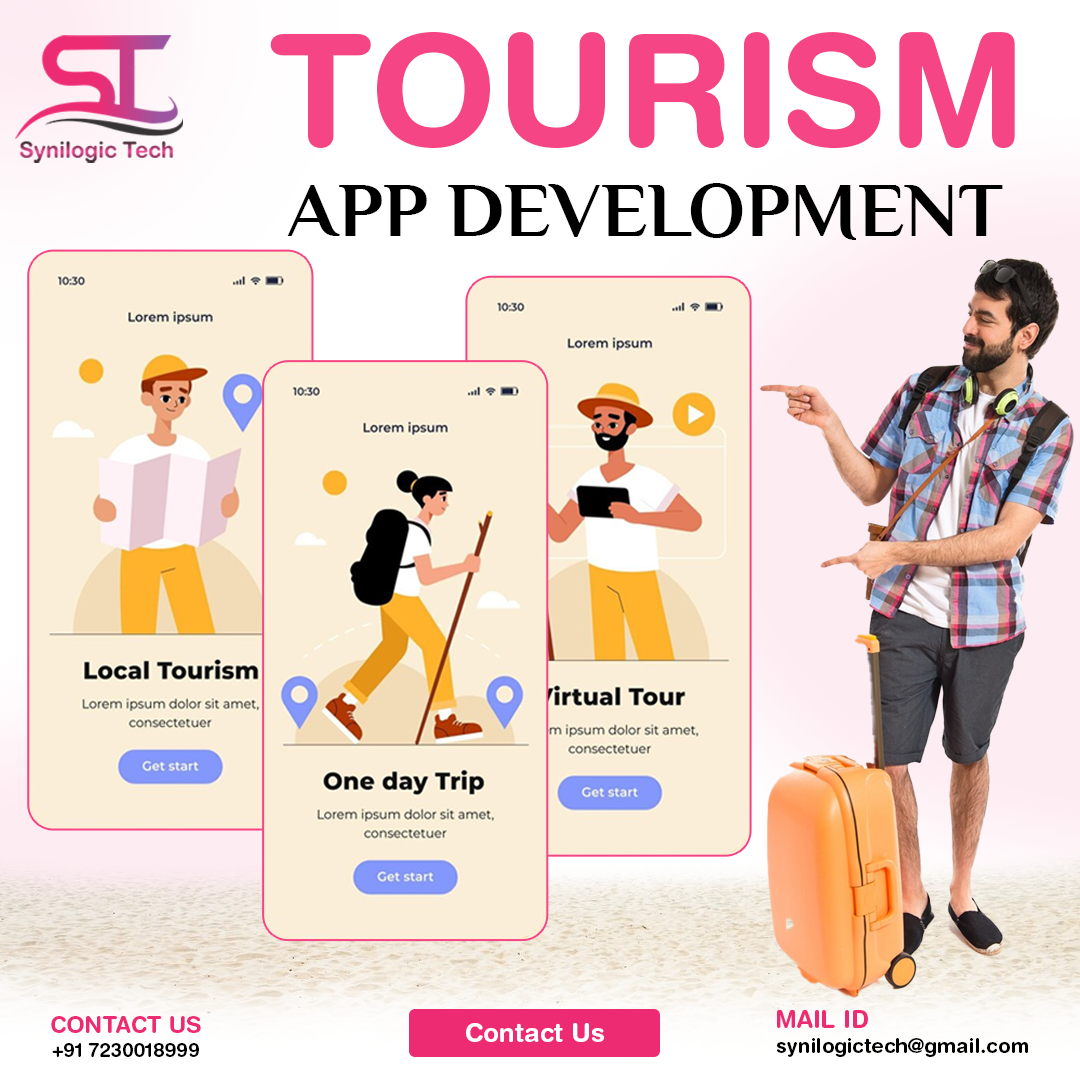 ST
Synilogic Tech
TOURISM
APP DEVELOPMENT
10:30
Lorem ipsum
Local Tourism
Lorem ipsum dolor sit amet,
consectetuer
Get start
10:30
Lorem ipsum
One day Trip
Lorem ipsum dolor sit amet,
consectetuer
Get start
10:30
Lorem ipsum
Virtual Tour
m ipsum dolor sit amet,
consectetuer
Get start
CONTACT US
+91 7230018999
Contact Us
MAIL ID
synilogictech@gmail.com